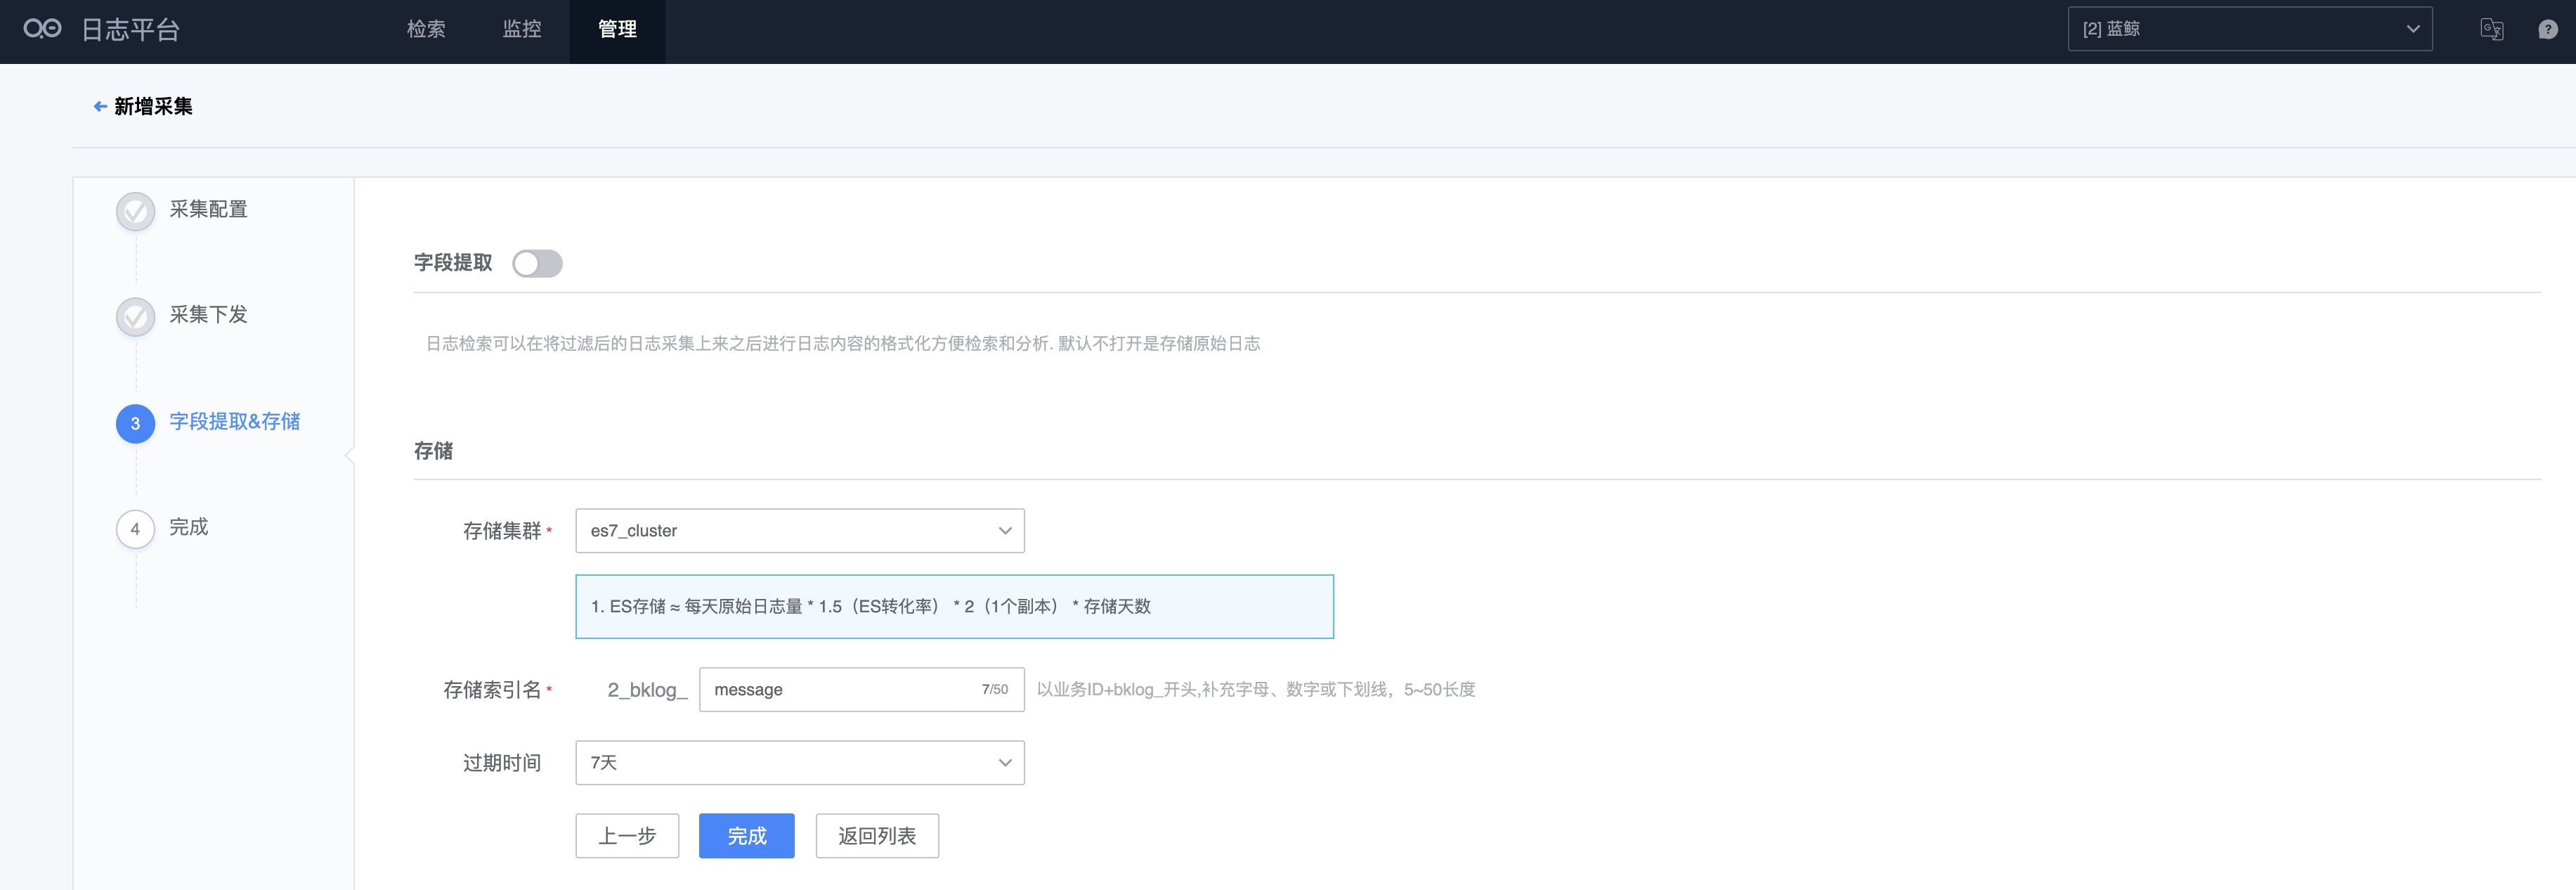 日志平台
检索 监控 管理
[2] 蓝鲸
新增采集
采集配置
采集下发
3 字段提取&存储
4 完成
字段提取
日志检索可以在将过滤后的日志采集上来之后进行日志内容的格式化方便检索和分析. 默认不打开是存储原始日志
存储
存储集群 * es7_cluster
1. ES存储 ≈ 每天原始日志量 * 1.5（ES转化率） * 2（1个副本） * 存储天数
存储索引名 * 2_bklog_ message 7/50 以业务ID+bklog_开头,补充字母、数字或下划线，5~50长度
过期时间 7天
上一步 完成 返回列表